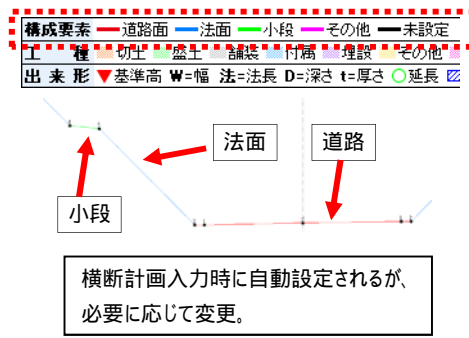 構成要素 道路面 法面 小段 その他 未設定
工 種 切土 盛土 舗装 付属 埋設 その他
出 来 形 ▼基準高 W=幅 法=法長 D=深さ t=厚さ ○延長
法面
道路
小段
横断計画入力時に自動設定されるが、
必要に応じて変更。